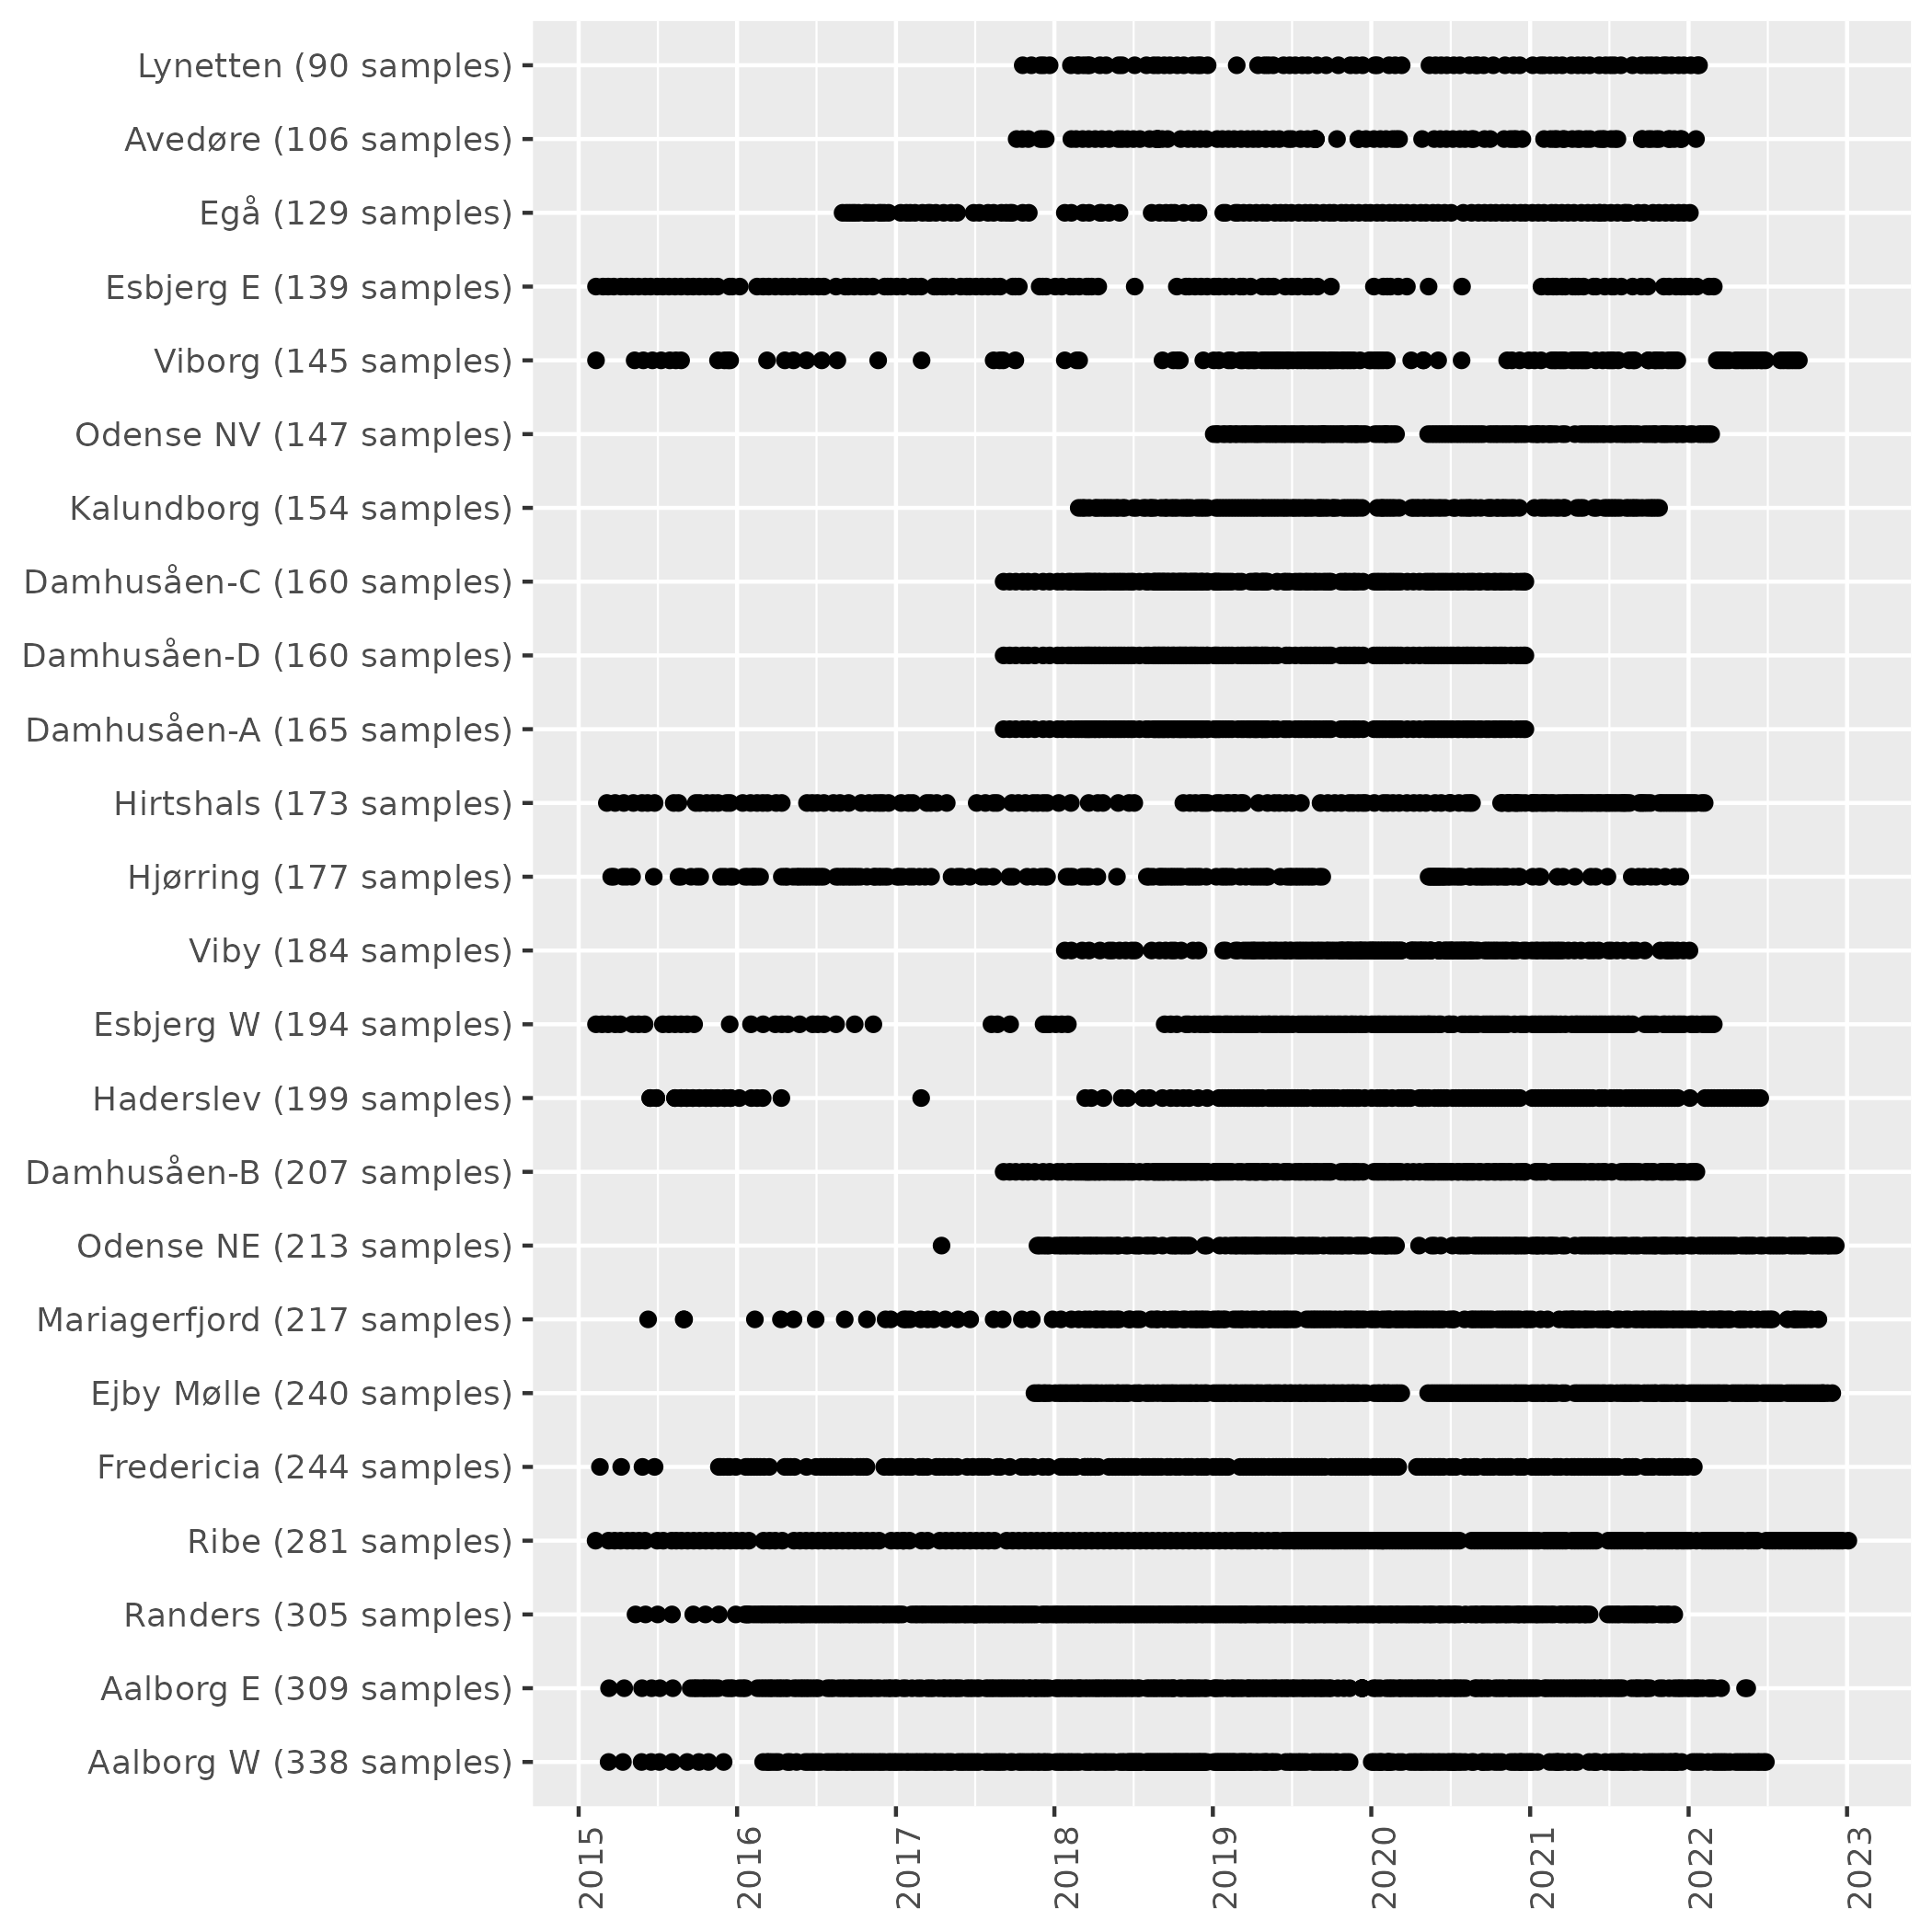 Lynetten (90 samples)
Avedøre (106 samples)
Egå (129 samples)
Esbjerg E (139 samples)
Viborg (145 samples)
Odense NV (147 samples)
Kalundborg (154 samples)
Damhusåen-C (160 samples)
Damhusåen-D (160 samples)
Damhusåen-A (165 samples)
Hirtshals (173 samples)
Hjørring (177 samples)
Viby (184 samples)
Esbjerg W (194 samples)
Haderslev (199 samples)
Damhusåen-B (207 samples)
Odense NE (213 samples)
Mariagerfjord (217 samples)
Ejby Mølle (240 samples)
Fredericia (244 samples)
Ribe (281 samples)
Randers (305 samples)
Aalborg E (309 samples)
Aalborg W (338 samples)
2015
2016
2017
2018
2019
2020
2021
2022
2023